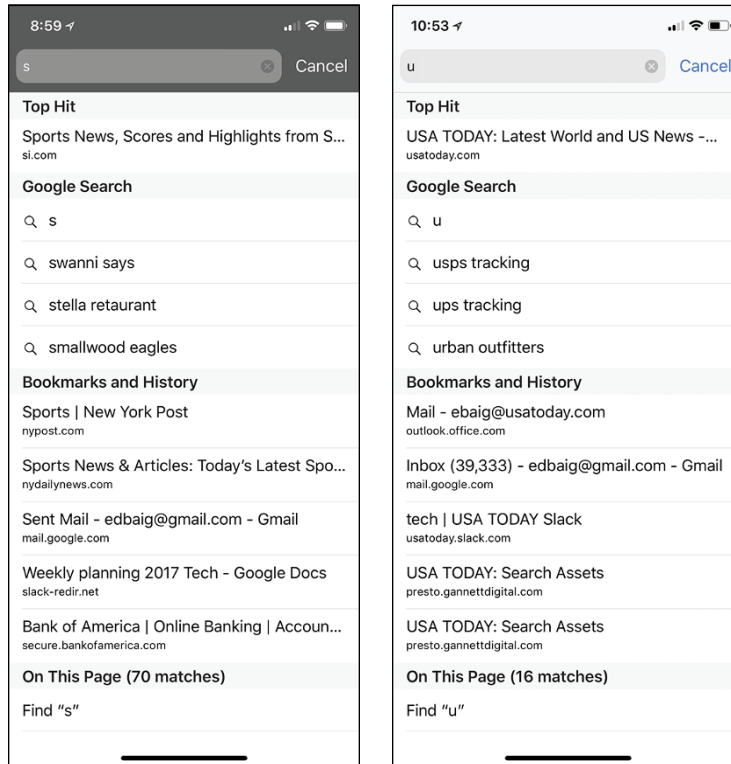 8:59
s
Cancel
Top Hit
Sports News, Scores and Highlights from S...
si.com
Google Search
s
swanni says
stella retaurant
smallwood eagles
Bookmarks and History
Sports | New York Post
nypost.com
Sports News & Articles: Today's Latest Spo...
nydailynews.com
Sent Mail - edbaig@gmail.com - Gmail
mail.google.com
Weekly planning 2017 Tech - Google Docs
slack-redir.net
Bank of America | Online Banking | Accoun...
secure.bankofamerica.com
On This Page (70 matches)
Find “s”
10:53
u
Cancel
Top Hit
USA TODAY: Latest World and US News -...
usatoday.com
Google Search
u
usps tracking
ups tracking
urban outfitters
Bookmarks and History
Mail - ebaig@usatoday.com
outlook.office.com
Inbox (39,333) - edbaig@gmail.com - Gmail
mail.google.com
tech | USA TODAY Slack
usatoday.slack.com
USA TODAY: Search Assets
presto.gannettdigital.com
USA TODAY: Search Assets
presto.gannettdigital.com
On This Page (16 matches)
Find “u”